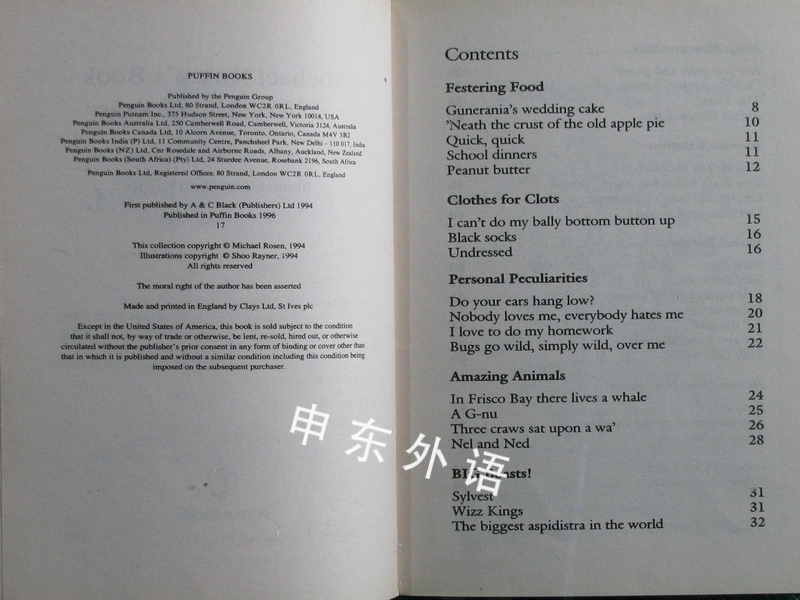 PUFFIN BOOKS
Published by the Penguin Group
Penguin Books Ltd, 80 Strand, London WC2R 0RL, England
Penguin Putnam Inc., 375 Hudson Street, New York, New York 10014, USA
Penguin Books Australia Ltd, 250 Camberwell Road, Camberwell, Victoria 3124, Australia
Penguin Books Canada Ltd, 10 Alcorn Avenue, Toronto, Ontario, Canada M4V 3B2
Penguin Books India (P) Ltd, 11 Community Centre, Panchsheel Park, New Delhi – 110 017, India
Penguin Books (NZ) Ltd, Cnr Rosedale and Airborne Roads, Albany, Auckland, New Zealand
Penguin Books (South Africa) (Pty) Ltd, 24 Sturdee Avenue, Rosebank 2196, South Africa
Penguin Books Ltd, Registered Offices: 80 Strand, London WC2R 0RL, England
www.penguin.com
First published by A & C Black (Publishers) Ltd 1994
Published in Puffin Books 1996
17
This collection copyright © Michael Rosen, 1994
Illustrations copyright © Shoo Rayner, 1994
All rights reserved
The moral right of the author has been asserted
Made and printed in England by Clays Ltd, St Ives plc
Except in the United States of America, this book is sold subject to the condition
that it shall not, by way of trade or otherwise, be lent, re-sold, hired out, or otherwise
circulated without the publisher's prior consent in any form of binding or cover other than
that in which it is published and without a similar condition including this condition being
imposed on the subsequent purchaser.
Contents
Festering Food
Gunerania's wedding cake 8
'Neath the crust of the old apple pie 10
Quick, quick 11
School dinners 11
Peanut butter 12
Clothes for Clots
I can't do my bally bottom button up 15
Black socks 16
Undressed 16
Personal Peculiarities
Do your ears hang low? 18
Nobody loves me, everybody hates me 20
I love to do my homework 21
Bugs go wild, simply wild, over me 22
Amazing Animals
In Frisco Bay there lives a whale 24
A G-nu 25
Three craws sat upon a wa' 26
Nel and Ned 28
BIG Beasts!
Sylvest 31
Wizz Kings 31
The biggest aspidistra in the world 32
申东外语